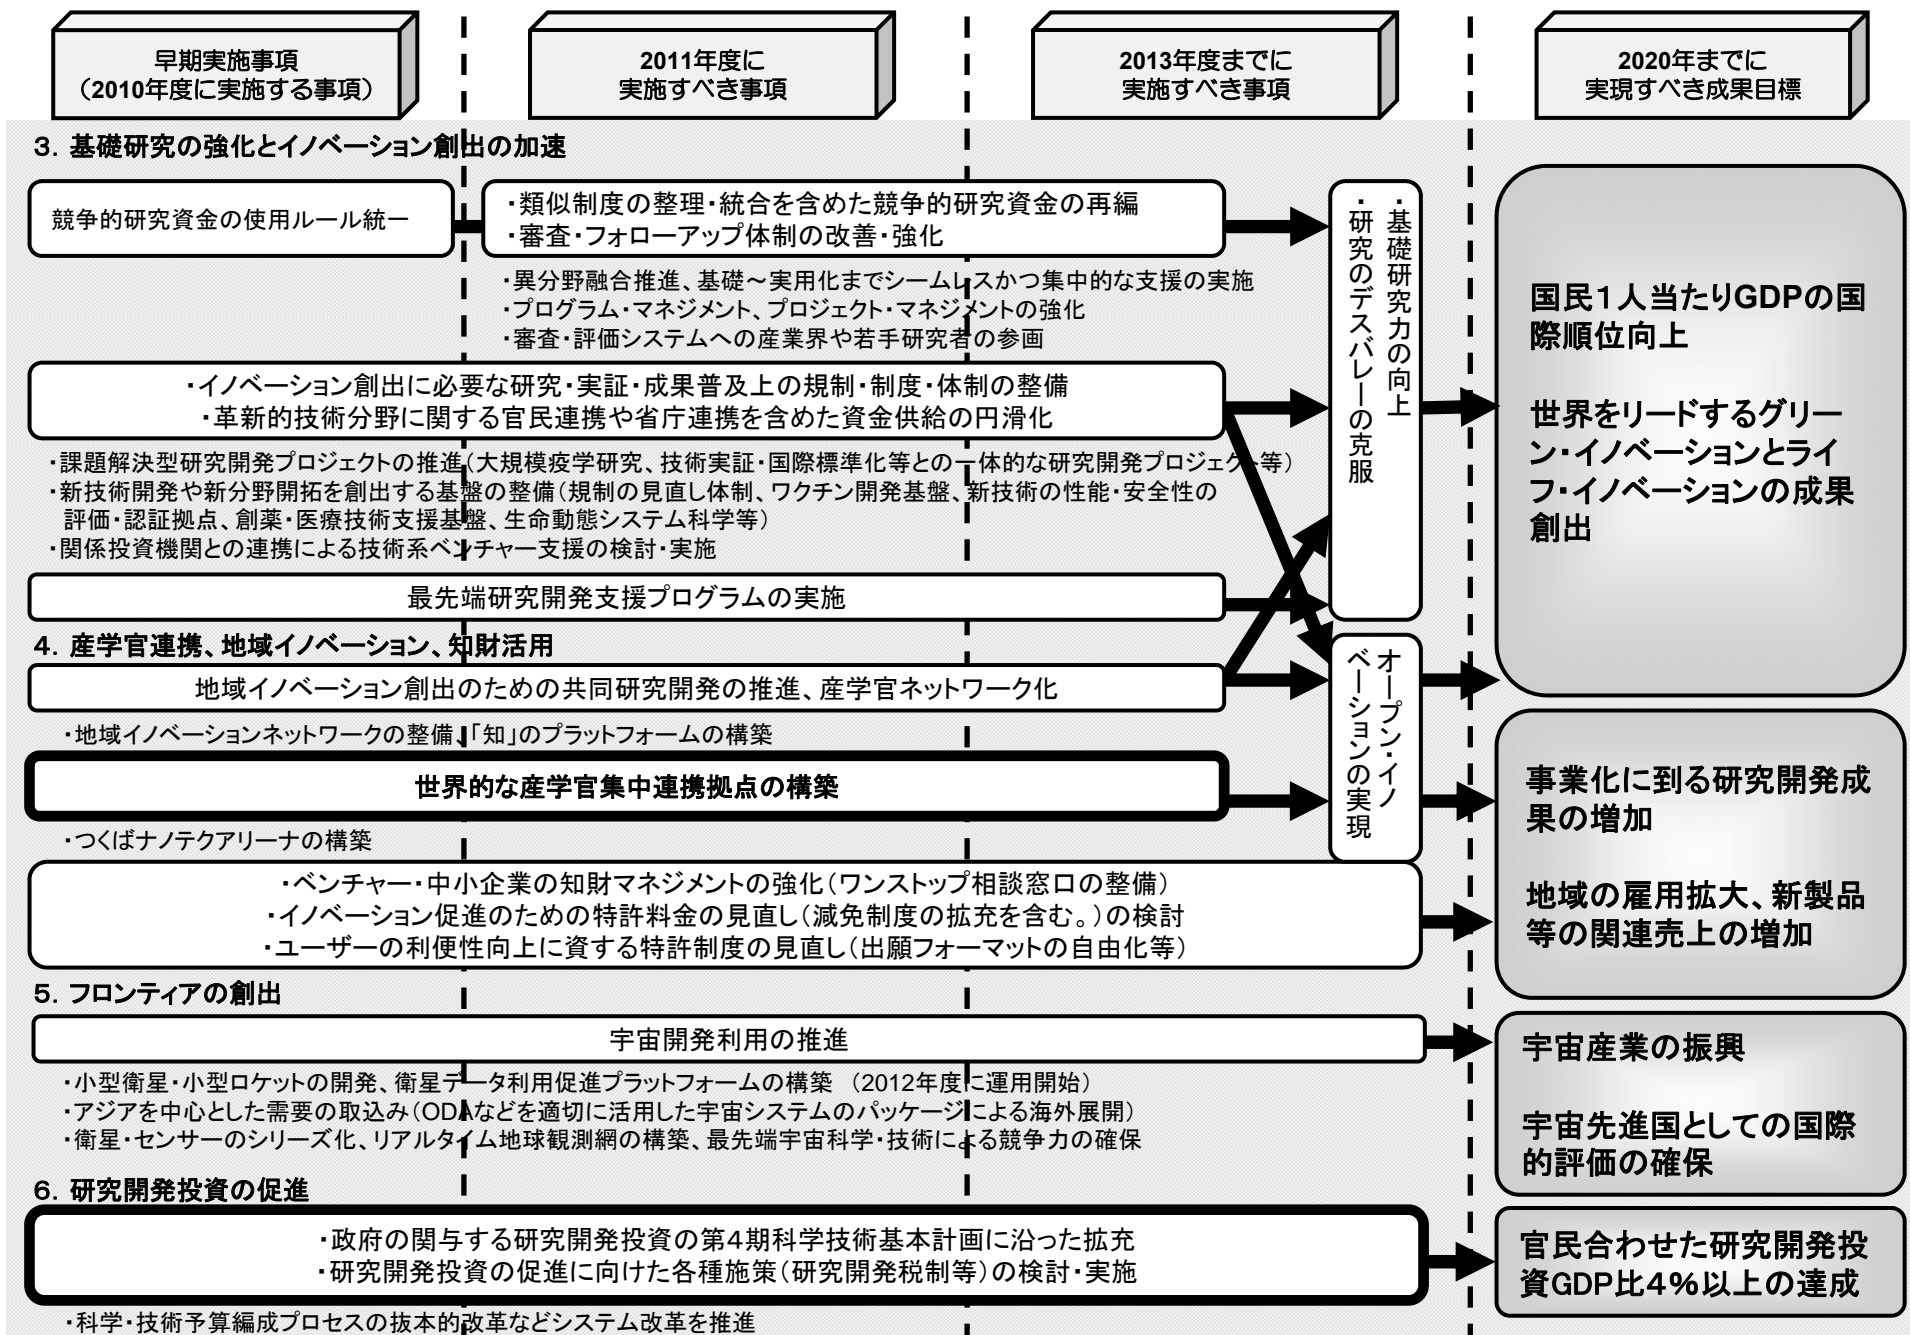 早期実施事項
（2010年度に実施する事項）
2011年度に
実施すべき事項
2013年度までに
実施すべき事項
2020年までに
実現すべき成果目標
３．基礎研究の強化とイノベーション創出の加速
競争的研究資金の使用ルール統一
・類似制度の整理・統合を含めた競争的研究資金の再編
・審査・フォローアップ体制の改善・強化
・異分野融合推進、基礎～実用化までシームレスかつ集中的な支援の実施
・プログラム・マネジメント、プロジェクト・マネジメントの強化
・審査・評価システムへの産業界や若手研究者の参画
・イノベーション創出に必要な研究・実証・成果普及上の規制・制度・体制の整備
・革新的技術分野に関する官民連携や省庁連携を含めた資金供給の円滑化
・課題解決型研究開発プロジェクトの推進（大規模疫学研究、技術実証・国際標準化等との一体的な研究開発プロジェクト等）
・新技術開発や新分野開拓を創出する基盤の整備（規制の見直し体制、ワクチン開発基盤、新技術の性能・安全性の
評価・認証拠点、創薬・医療技術支援基盤、生命動態システム科学等）
・関係投資機関との連携による技術系ベンチャー支援の検討・実施
最先端研究開発支援プログラムの実施
・基礎研究力の向上
・研究のデスバレーの克服
国民１人当たりGDPの国
際順位向上
世界をリードするグリー
ン・イノベーションとライ
フ・イノベーションの成果
創出
４．産学官連携、地域イノベーション、知財活用
地域イノベーション創出のための共同研究開発の推進、産学官ネットワーク化
・地域イノベーションネットワークの整備、「知」のプラットフォームの構築
世界的な産学官集中連携拠点の構築
・つくばナノテクアリーナの構築
オープン・イノ
ベーションの実現
・ベンチャー・中小企業の知財マネジメントの強化（ワンストップ相談窓口の整備）
・イノベーション促進のための特許料金の見直し（減免制度の拡充を含む。）の検討
・ユーザーの利便性向上に資する特許制度の見直し（出願フォーマットの自由化等）
事業化に到る研究開発成
果の増加
地域の雇用拡大、新製品
等の関連売上の増加
５．フロンティアの創出
宇宙開発利用の推進
・小型衛星・小型ロケットの開発、衛星データ利用促進プラットフォームの構築　（2012年度に運用開始）
・アジアを中心とした需要の取込み（ODAなどを適切に活用した宇宙システムのパッケージによる海外展開）
・衛星・センサーのシリーズ化、リアルタイム地球観測網の構築、最先端宇宙科学・技術による競争力の確保
宇宙産業の振興
宇宙先進国としての国際
的評価の確保
６．研究開発投資の促進
・政府の関与する研究開発投資の第４期科学技術基本計画に沿った拡充
・研究開発投資の促進に向けた各種施策（研究開発税制等）の検討・実施
・科学・技術予算編成プロセスの抜本的改革などシステム改革を推進
官民合わせた研究開発投
資GDP比４％以上の達成